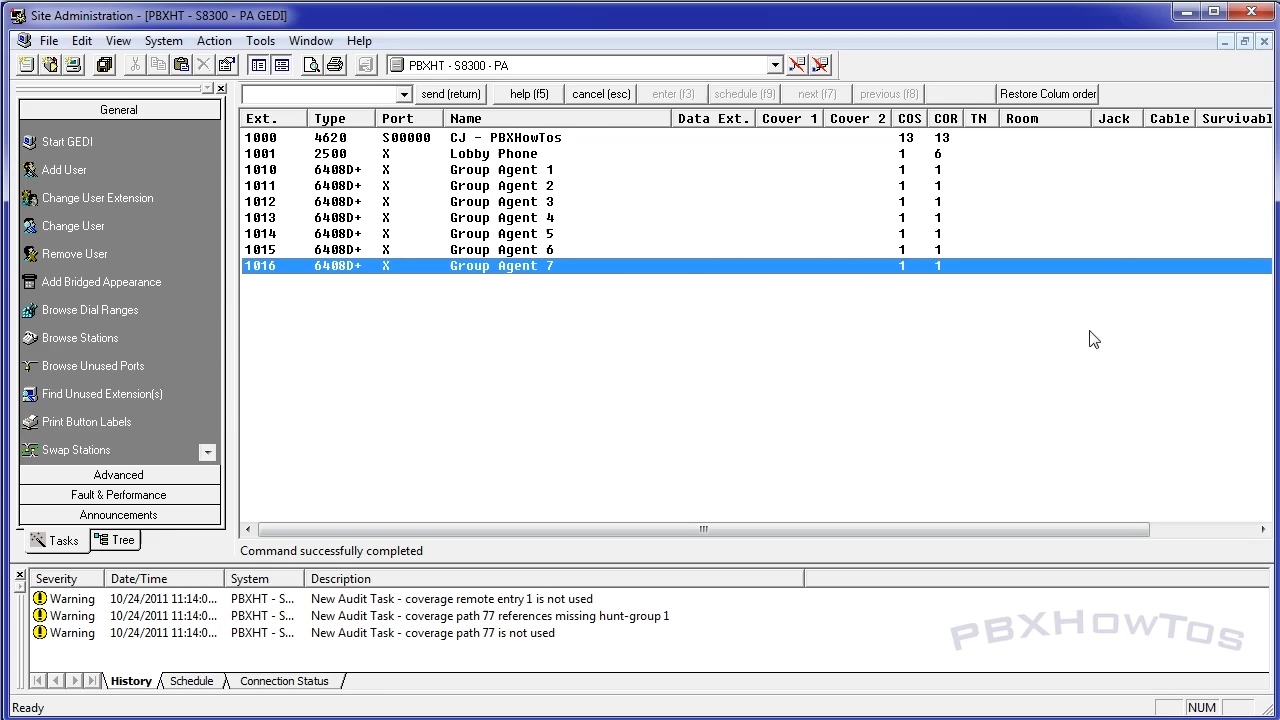 Site Administration - [PBXHT - S8300 - PA GEDI]
File Edit View System Action Tools Window Help
PBXHT - S8300 - PA
send (return) help (f5) cancel (esc) enter (f3) schedule (f9) next (f7) previous (f8) Restore Colum order
General
Start GEDI
Add User
Change User Extension
Change User
Remove User
Add Bridged Appearance
Browse Dial Ranges
Browse Stations
Browse Unused Ports
Find Unused Extension(s)
Print Button Labels
Swap Stations
Advanced
Fault & Performance
Announcements
Tasks Tree
Ext. Type Port Name Data Ext. Cover 1 Cover 2 COS COR TN Room Jack Cable Survivabl
1000 4620 S00000 CJ - PBXHowTos 13 13
1001 2500 X Lobby Phone 1 6
1010 6408D+ X Group Agent 1 1 1
1011 6408D+ X Group Agent 2 1 1
1012 6408D+ X Group Agent 3 1 1
1013 6408D+ X Group Agent 4 1 1
1014 6408D+ X Group Agent 5 1 1
1015 6408D+ X Group Agent 6 1 1
1016 6408D+ X Group Agent 7 1 1
Command successfully completed
Severity Date/Time System Description
Warning 10/24/2011 11:14:0... PBXHT - S... New Audit Task - coverage remote entry 1 is not used
Warning 10/24/2011 11:14:0... PBXHT - S... New Audit Task - coverage path 77 references missing hunt-group 1
Warning 10/24/2011 11:14:0... PBXHT - S... New Audit Task - coverage path 77 is not used
PBXHowTos
History Schedule Connection Status
Ready NUM